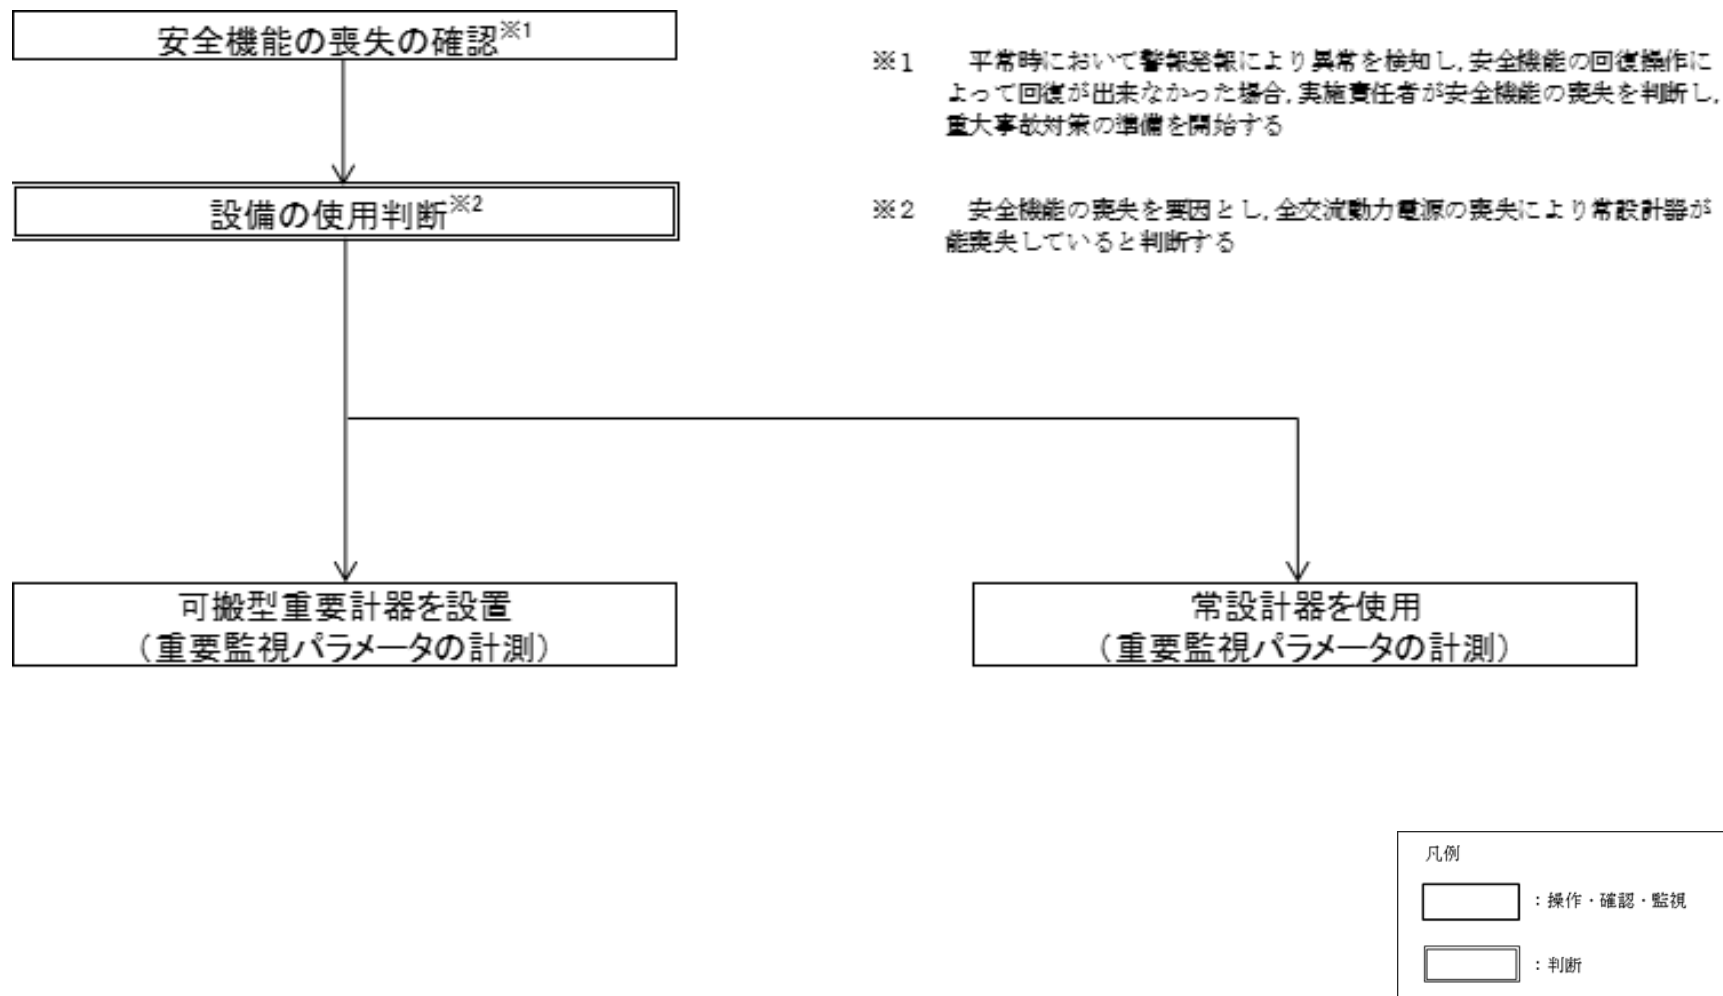 安全機能の喪失の確認※1
※1 平常時において警報発報により異常を検知し,安全機能の回復操作に
よって回復が出来なかった場合,実施責任者が安全機能の喪失を判断し,
重大事故対策の準備を開始する
設備の使用判断※2
※2 安全機能の喪失を要因とし,全交流動力電源の喪失により常設計器が
能喪失していると判断する
可搬型重要計器を設置
（重要監視パラメータの計測）
常設計器を使用
（重要監視パラメータの計測）
凡例
：操作・確認・監視
：判断